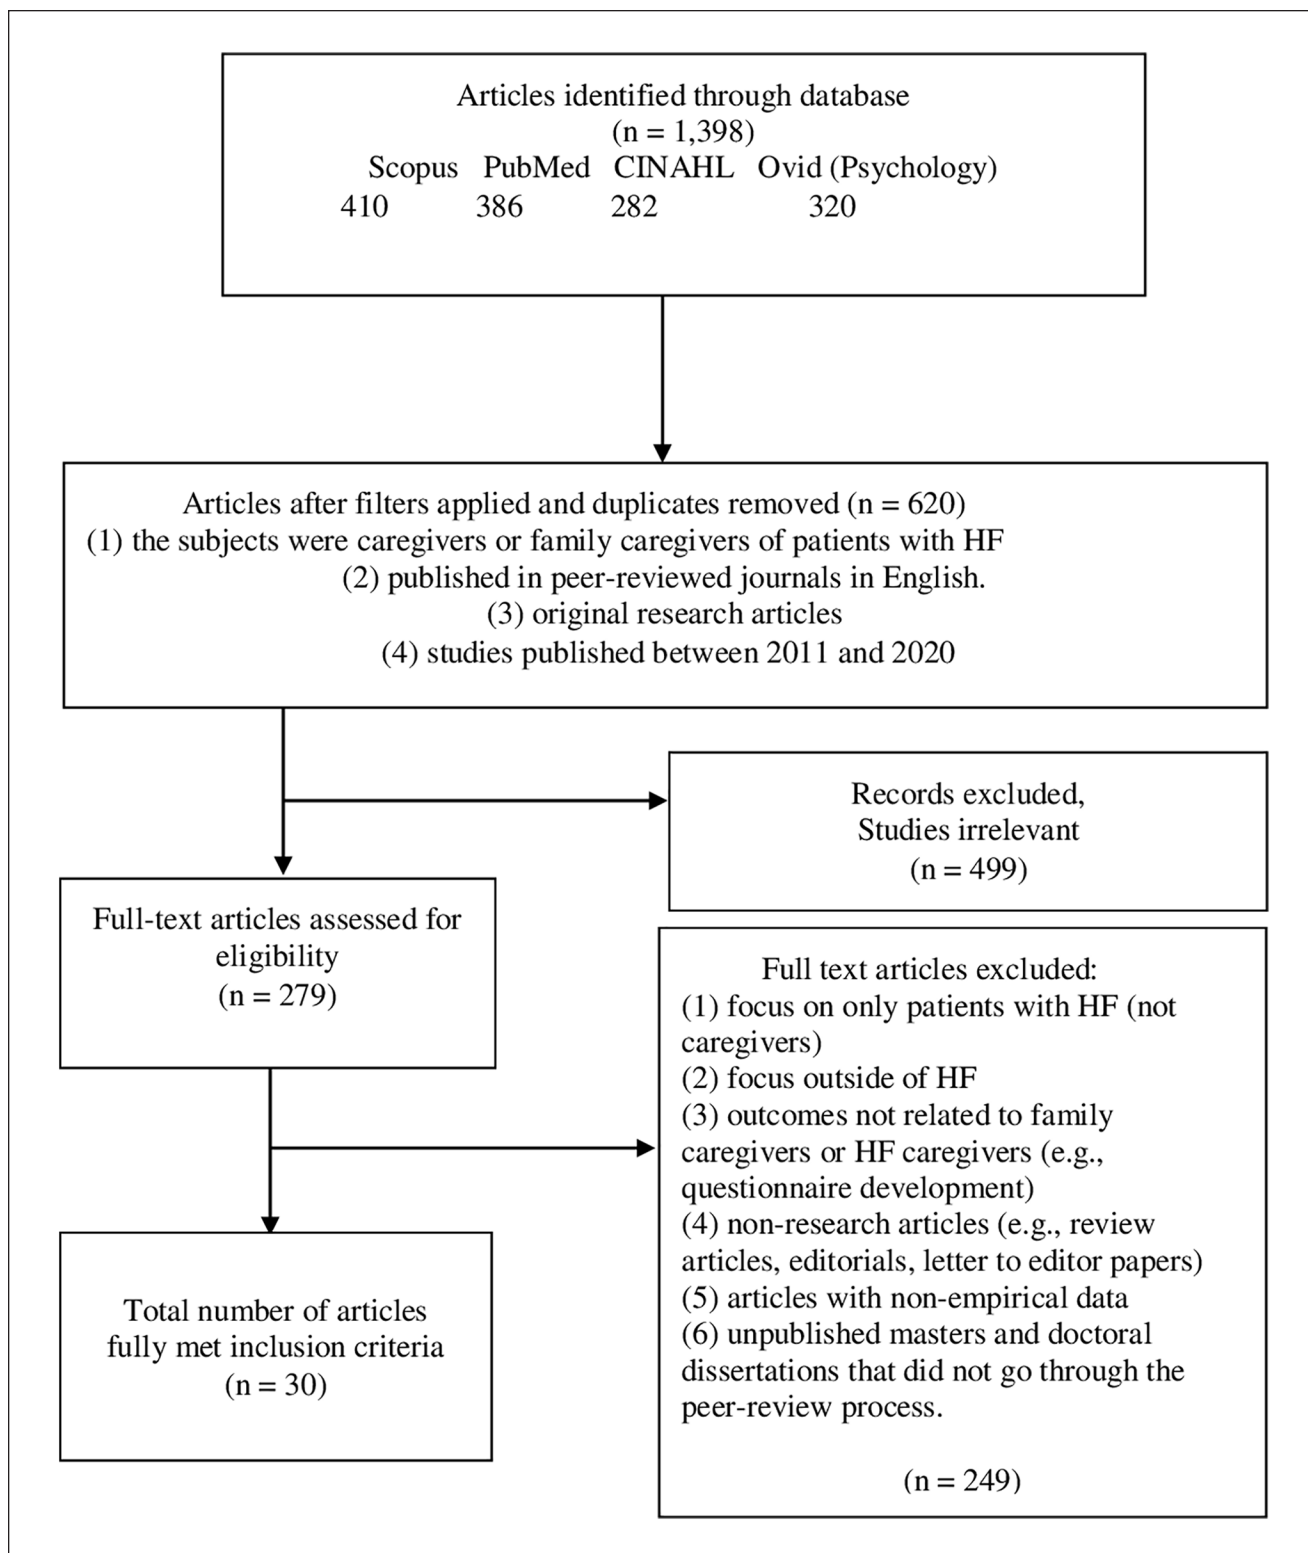 Articles identified through database
(n = 1,398)
Scopus PubMed CINAHL Ovid (Psychology)
410 386 282 320
Articles after filters applied and duplicates removed (n = 620)
(1) the subjects were caregivers or family caregivers of patients with HF
(2) published in peer-reviewed journals in English.
(3) original research articles
(4) studies published between 2011 and 2020
Records excluded,
Studies irrelevant
(n = 499)
Full-text articles assessed for
eligibility
(n = 279)
Full text articles excluded:
(1) focus on only patients with HF (not
caregivers)
(2) focus outside of HF
(3) outcomes not related to family
caregivers or HF caregivers (e.g.,
questionnaire development)
(4) non-research articles (e.g., review
articles, editorials, letter to editor papers)
(5) articles with non-empirical data
(6) unpublished masters and doctoral
dissertations that did not go through the
peer-review process.
(n = 249)
Total number of articles
fully met inclusion criteria
(n = 30)